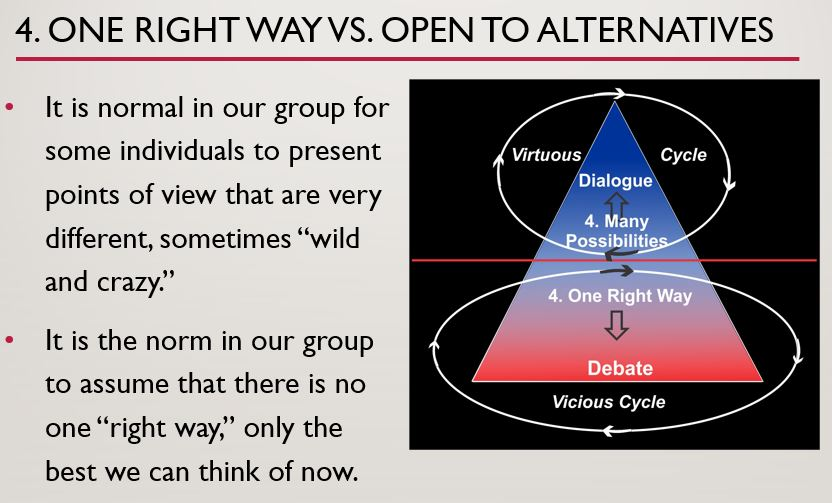 4. ONE RIGHT WAY VS. OPEN TO ALTERNATIVES
• It is normal in our group for
some individuals to present
points of view that are very
different, sometimes “wild
and crazy.”
• It is the norm in our group
to assume that there is no
one “right way,” only the
best we can think of now.
Virtuous Cycle
Dialogue
4. Many
Possibilities
4. One Right Way
Debate
Vicious Cycle